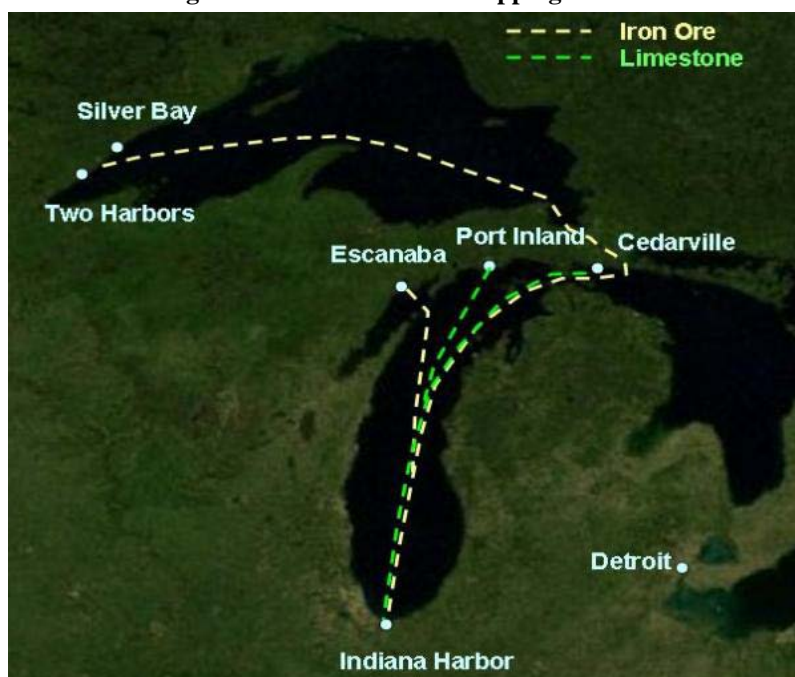 Iron Ore
Limestone
Silver Bay
Two Harbors
Port Inland
Cedarville
Escanaba
Detroit
Indiana Harbor